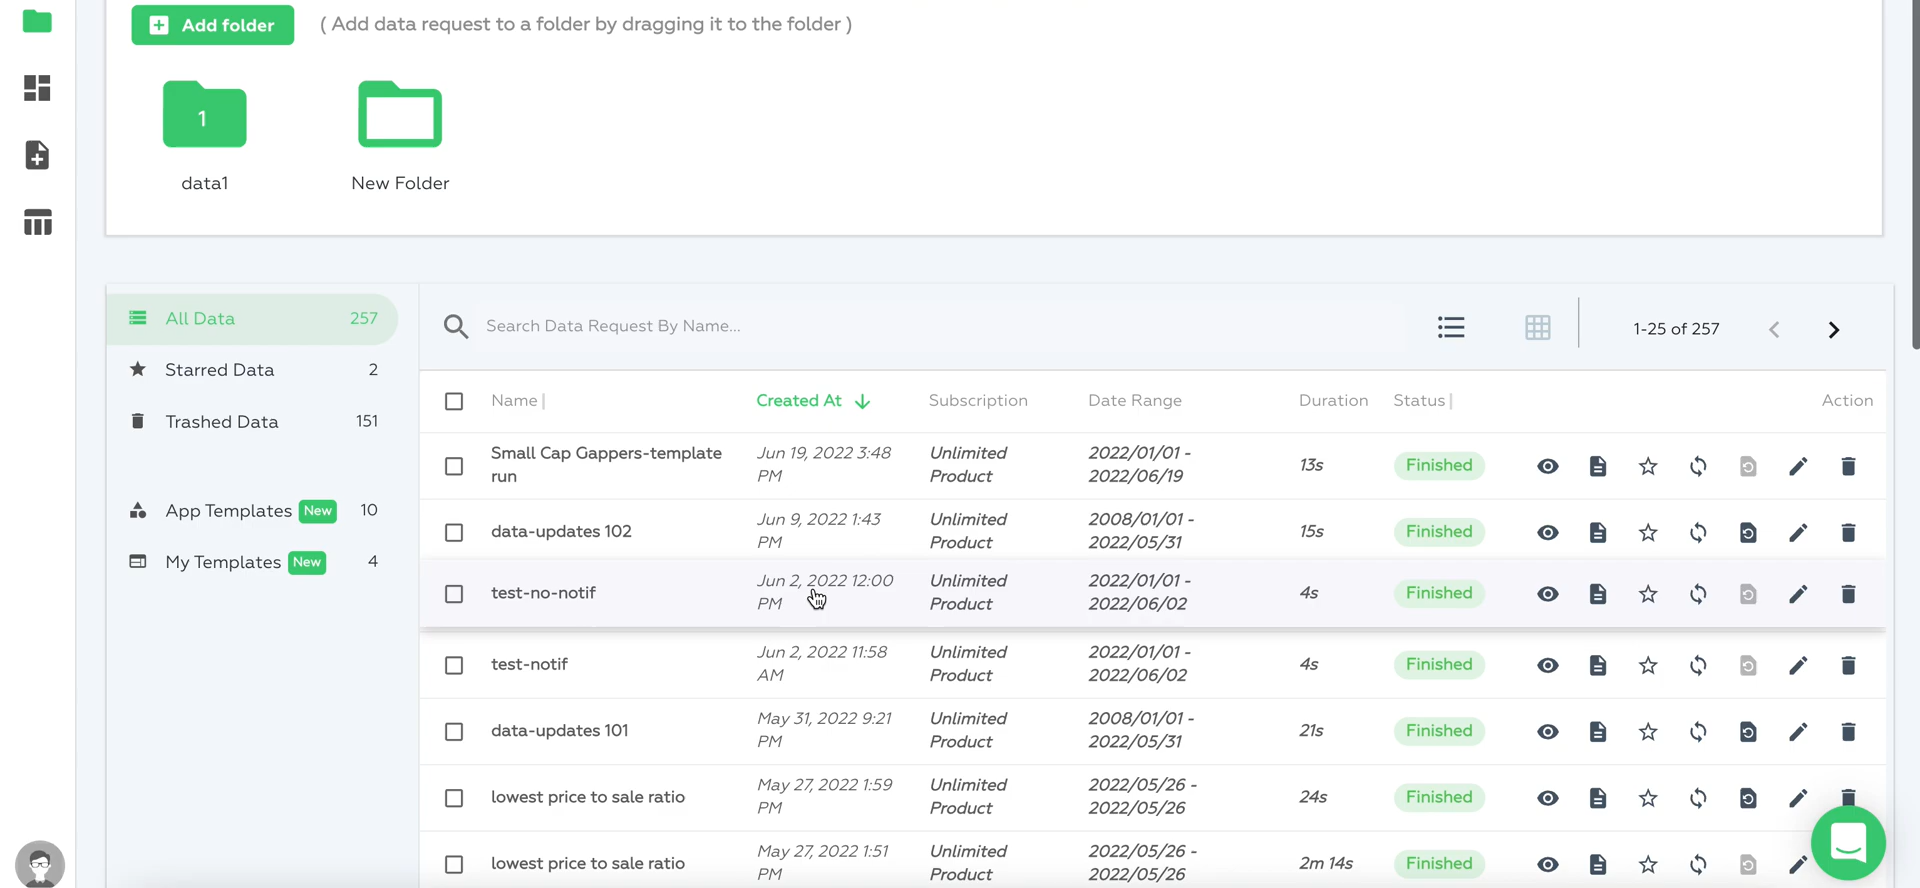 Add folder
( Add data request to a folder by dragging it to the folder )
1
data1
New Folder
All Data 257
Starred Data 2
Trashed Data 151
App Templates New 10
My Templates New 4
Search Data Request By Name...
1-25 of 257
Name Created At Subscription Date Range Duration Status Action
Small Cap Gappers-template
run
Jun 19, 2022 3:48
PM
Unlimited
Product
2022/01/01 -
2022/06/19
13s
Finished
data-updates 102
Jun 9, 2022 1:43
PM
Unlimited
Product
2008/01/01 -
2022/05/31
15s
Finished
test-no-notif
Jun 2, 2022 12:00
PM
Unlimited
Product
2022/01/01 -
2022/06/02
4s
Finished
test-notif
Jun 2, 2022 11:58
AM
Unlimited
Product
2022/01/01 -
2022/06/02
4s
Finished
data-updates 101
May 31, 2022 9:21
PM
Unlimited
Product
2008/01/01 -
2022/05/31
21s
Finished
lowest price to sale ratio
May 27, 2022 1:59
PM
Unlimited
Product
2022/05/26 -
2022/05/26
24s
Finished
lowest price to sale ratio
May 27, 2022 1:51
PM
Unlimited
Product
2022/05/26 -
2022/05/26
2m 14s
Finished